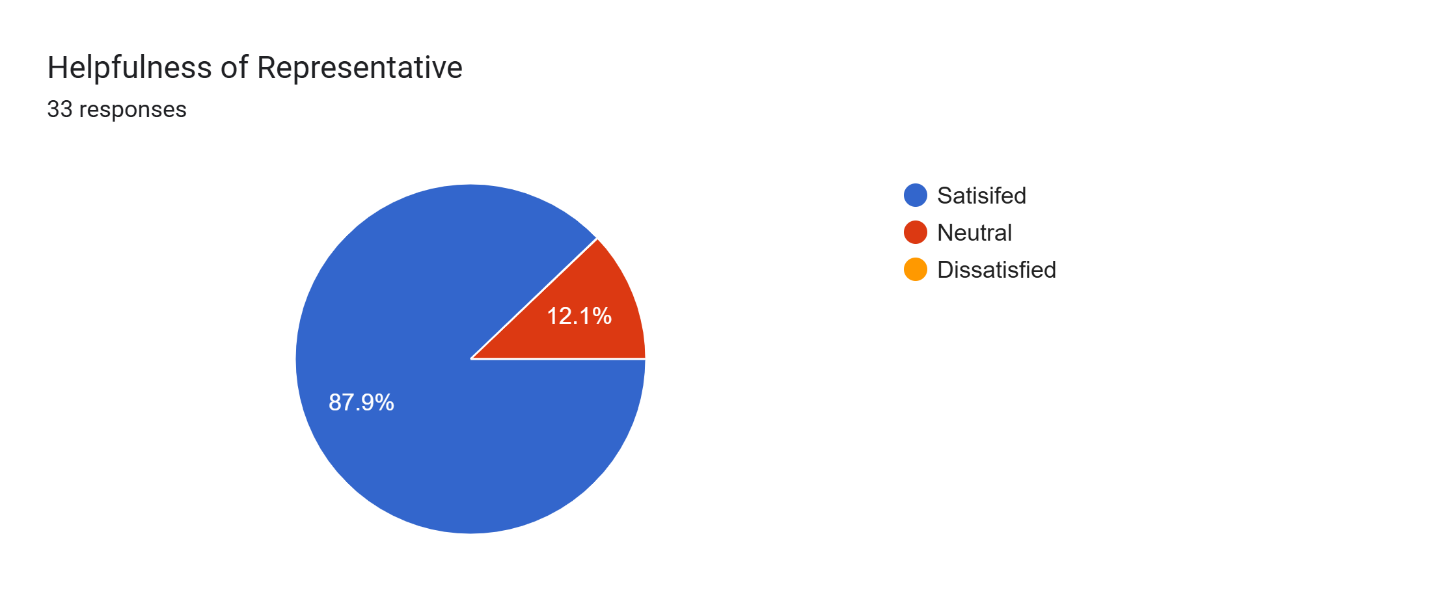 Helpfulness of Representative
33 responses
Satisifed
Neutral
Dissatisfied
12.1%
87.9%